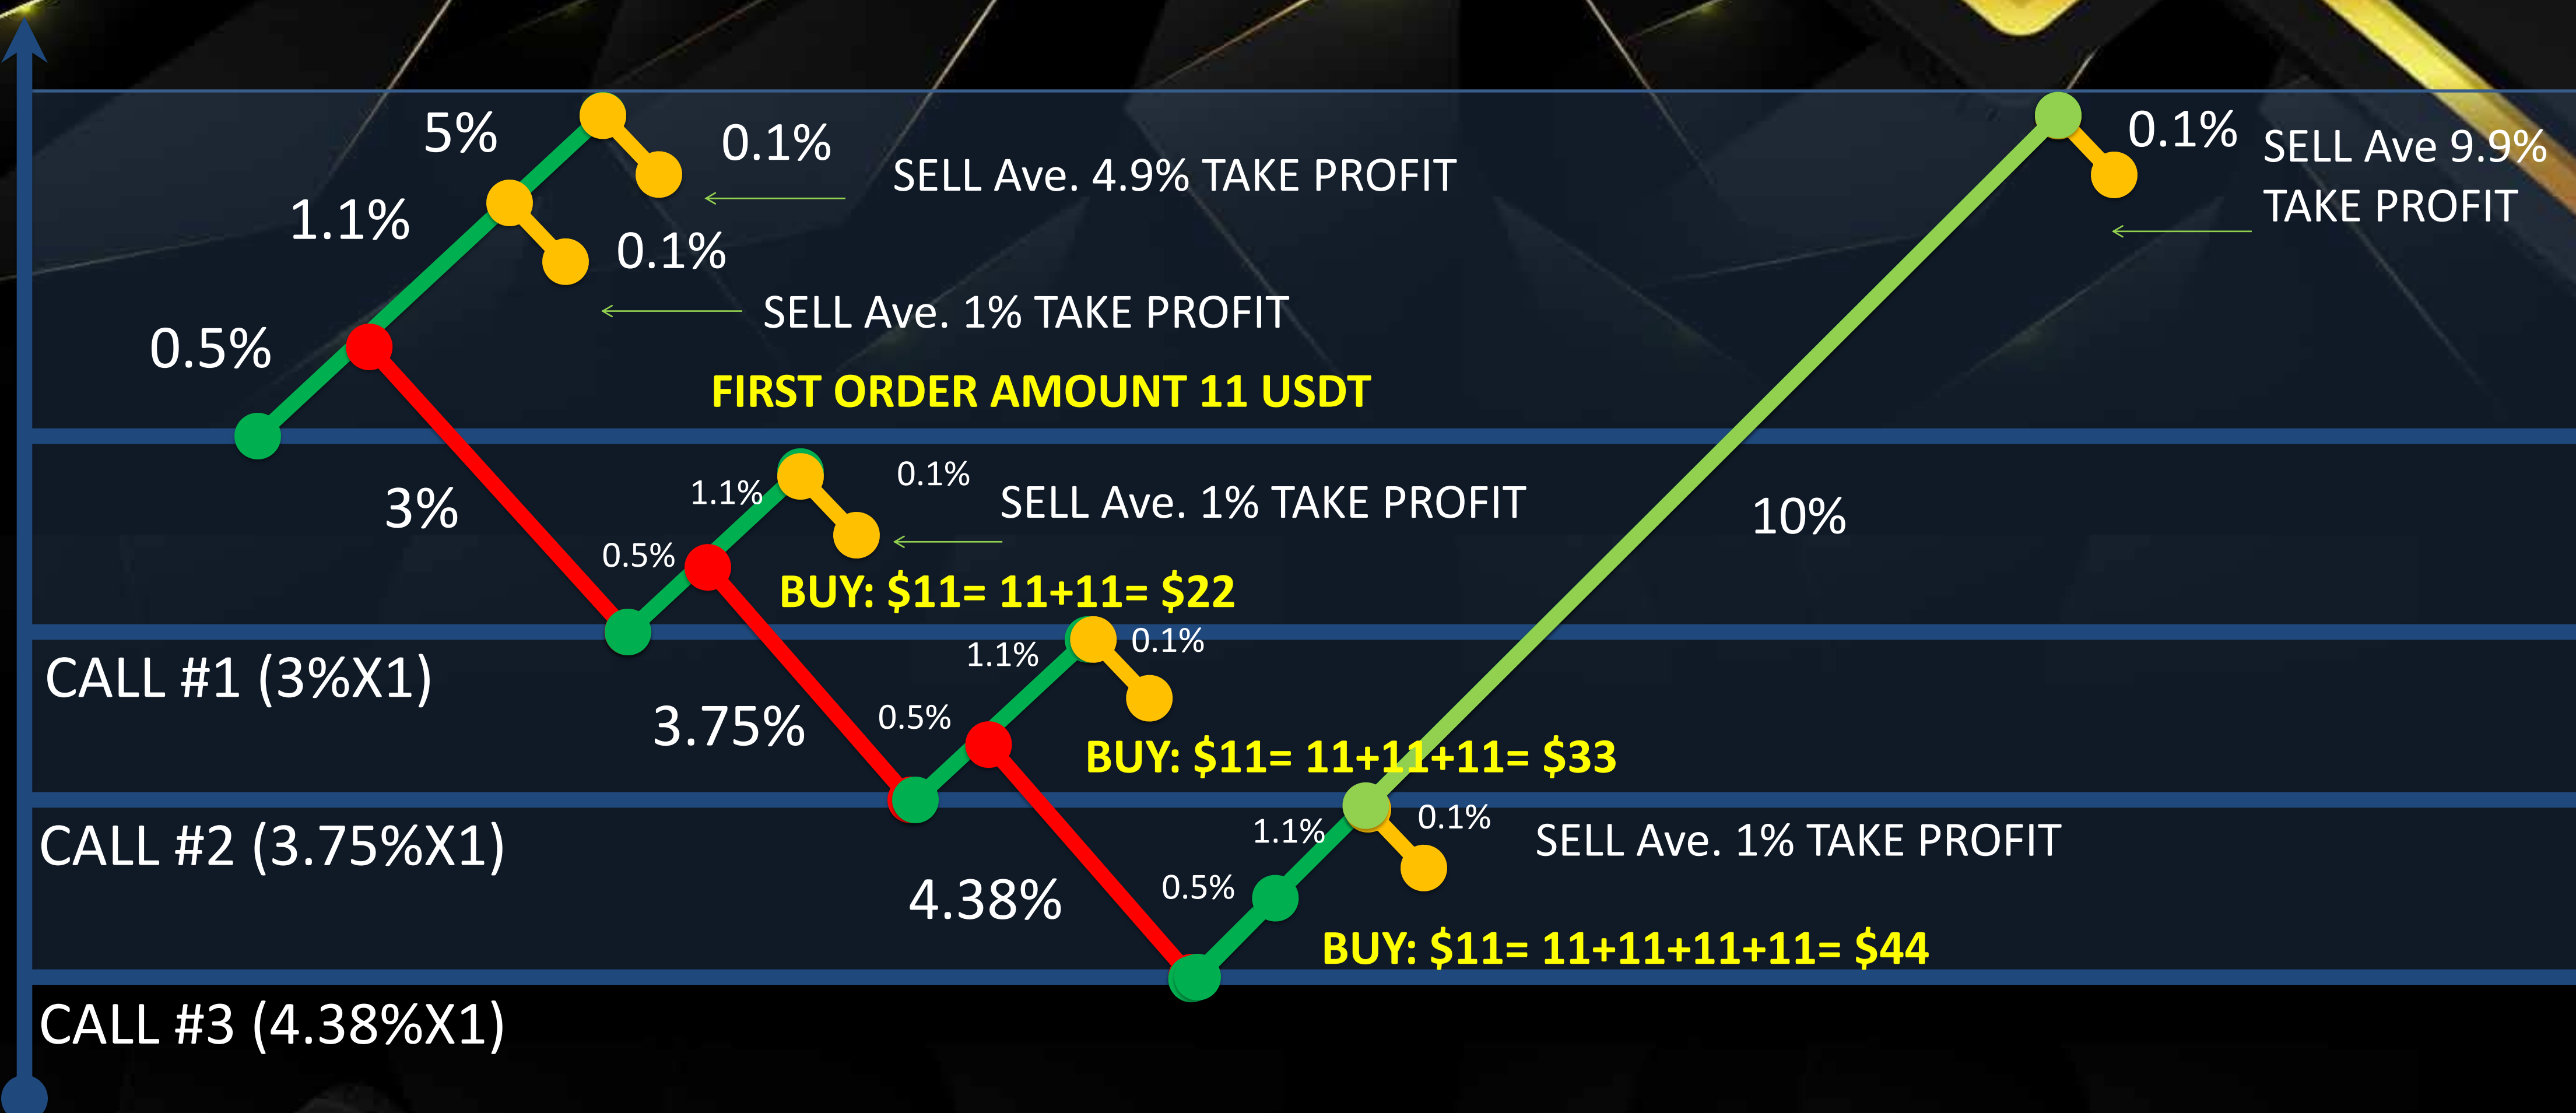 5%
0.1%
SELL Ave. 4.9% TAKE PROFIT
1.1%
0.1%
SELL Ave. 1% TAKE PROFIT
0.5%
FIRST ORDER AMOUNT 11 USDT
0.1%
SELL Ave 9.9%
TAKE PROFIT
3%
1.1%
0.1%
SELL Ave. 1% TAKE PROFIT
0.5%
10%
BUY: $11= 11+11= $22
CALL #1 (3%X1)
3.75%
1.1%
0.1%
0.5%
BUY: $11= 11+11+11= $33
CALL #2 (3.75%X1)
4.38%
1.1%
0.1%
SELL Ave. 1% TAKE PROFIT
0.5%
BUY: $11= 11+11+11+11= $44
CALL #3 (4.38%X1)